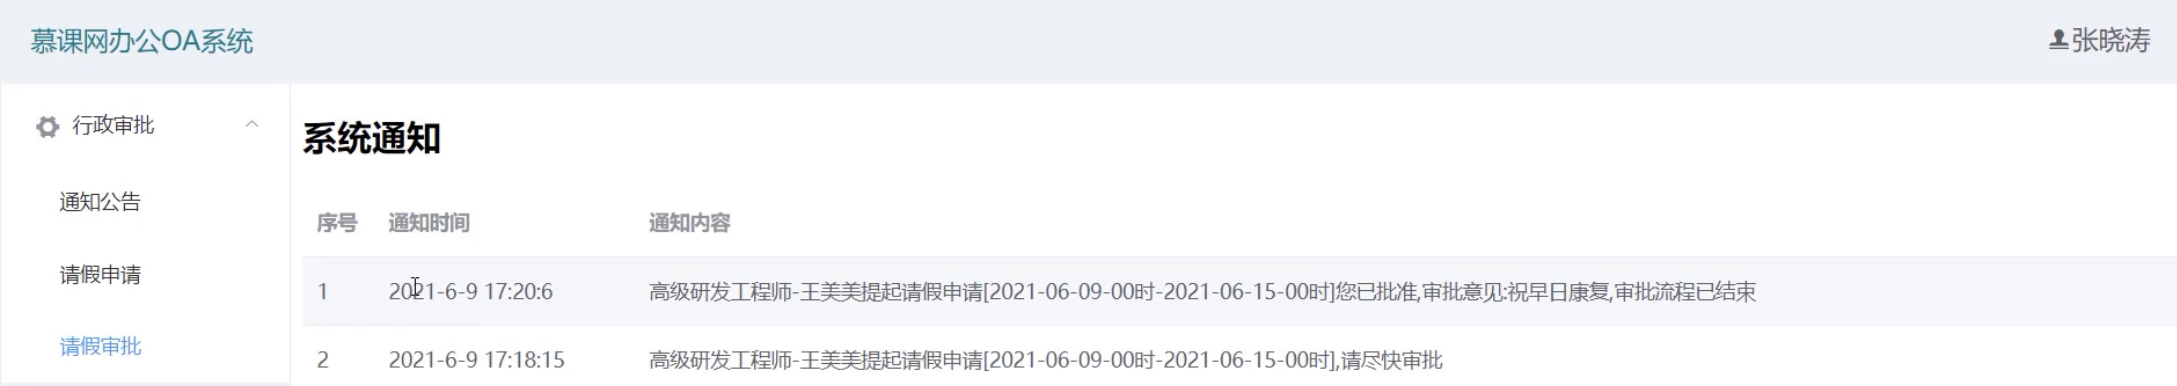 慕课网办公OA系统
张晓涛
行政审批
通知公告
请假申请
请假审批
系统通知
序号 通知时间 通知内容
1 2021-6-9 17:20:6 高级研发工程师-王美美提起请假申请[2021-06-09-00时-2021-06-15-00时]您已批准,审批意见:祝早日康复,审批流程已结束
2 2021-6-9 17:18:15 高级研发工程师-王美美提起请假申请[2021-06-09-00时-2021-06-15-00时],请尽快审批